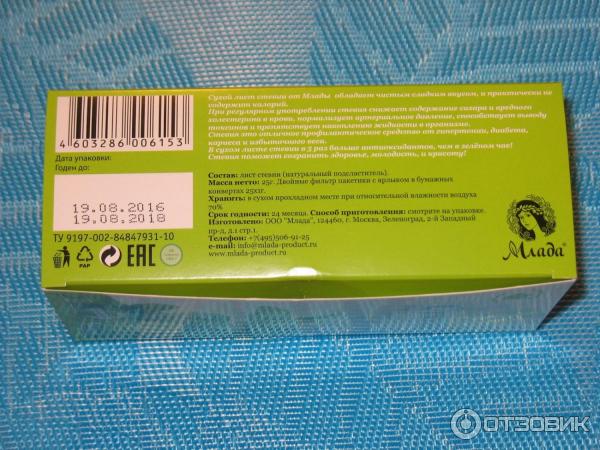 Сухой лист стевии от Млады обладает чистым сладким вкусом, и практически не
содержит калорий.
При регулярном употреблении стевия снижает содержание сахара и вредного
холестерина в крови, нормализует артериальное давление, способствует выводу
токсинов и препятствует накоплению жидкости в организме.
Стевия это отличное профилактическое средство от гипертонии, диабета,
кариеса и избыточного веса.
В сухом листе стевии в 5 раз больше антиоксидантов, чем в зелёном чае!
Стевия поможет сохранить здоровье, молодость, и красоту!
4603286006153
Дата упаковки:
Годен до:
19.08.2016
19.08.2018
ТУ 9197-002-84847931-10
PAP
EAC
Состав: лист стевии (натуральный подсластитель).
Масса нетто: 25г. Двойные фильтр пакетики с ярлыком в бумажных
конвертах 25х1г.
Хранить: в сухом прохладном месте при относительной влажности воздуха
70%
Срок годности: 24 месяца. Способ приготовления: смотрите на упаковке.
Изготовлено: ООО "Млада", 124460, г. Москва, Зеленоград, 2-й Западный
пр-д, д.1 стр.1.
Телефон: +7(495)506-91-25
e-mail: info@mlada-product.ru
www.mlada-product.ru
Млада®
ОТЗОВИК